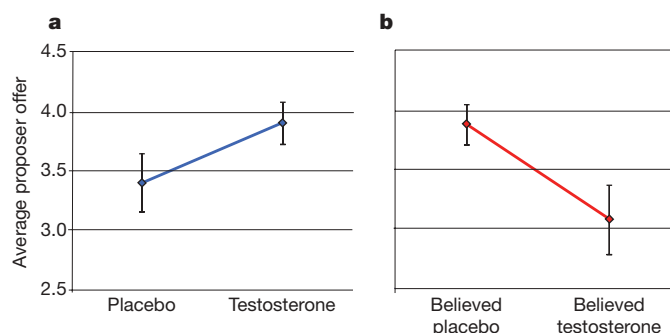 a
b
4.5
4.0
3.5
3.0
2.5
Average proposer offer
Placebo Testosterone
Believed placebo
Believed testosterone